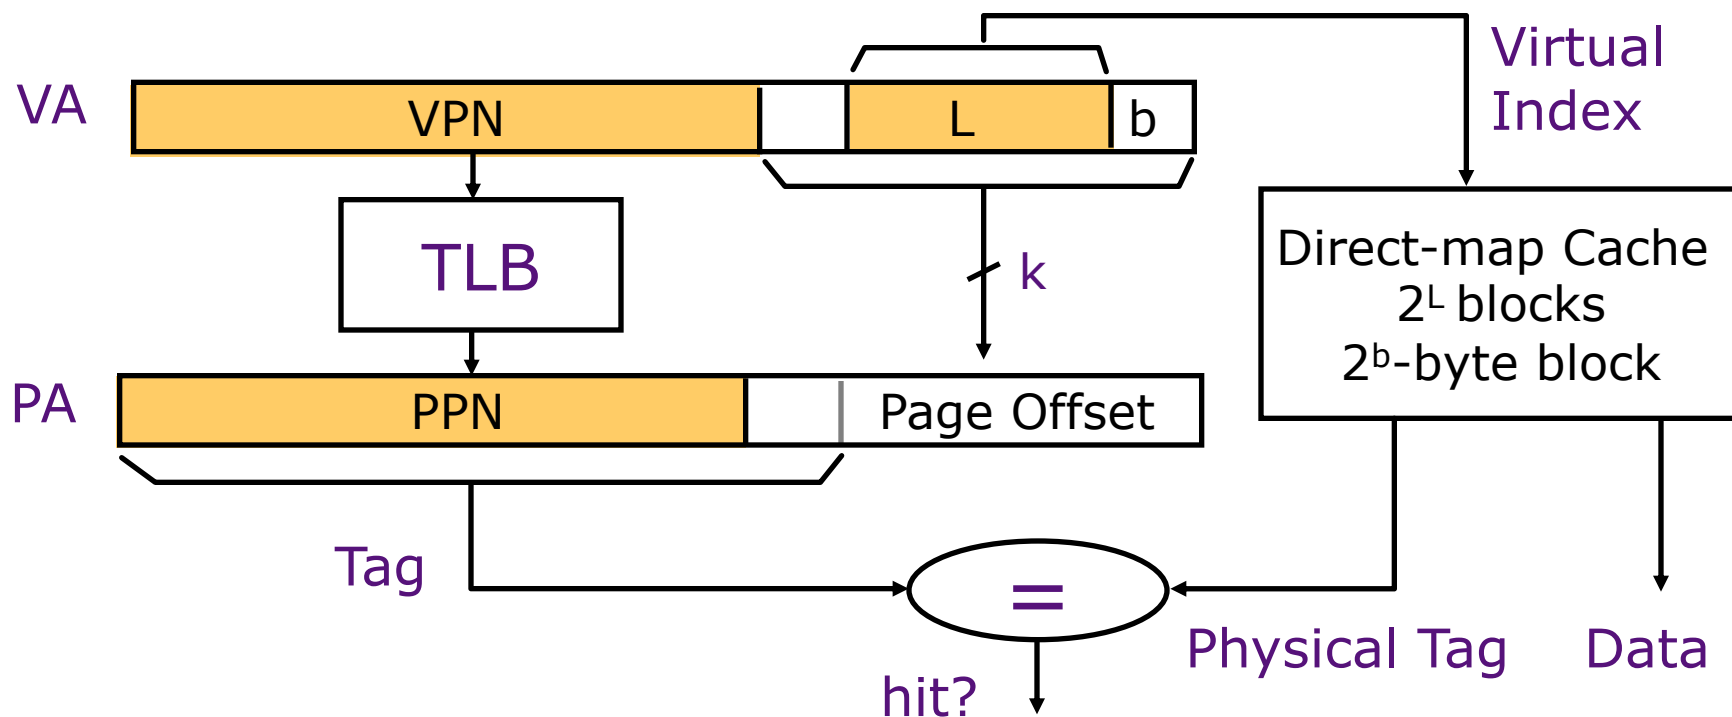 VA
VPN
L
b
Virtual
Index
TLB
k
Direct-map Cache
2ᴸ blocks
2ᵇ-byte block
PA
PPN
Page Offset
Tag
=
Physical Tag
Data
hit?